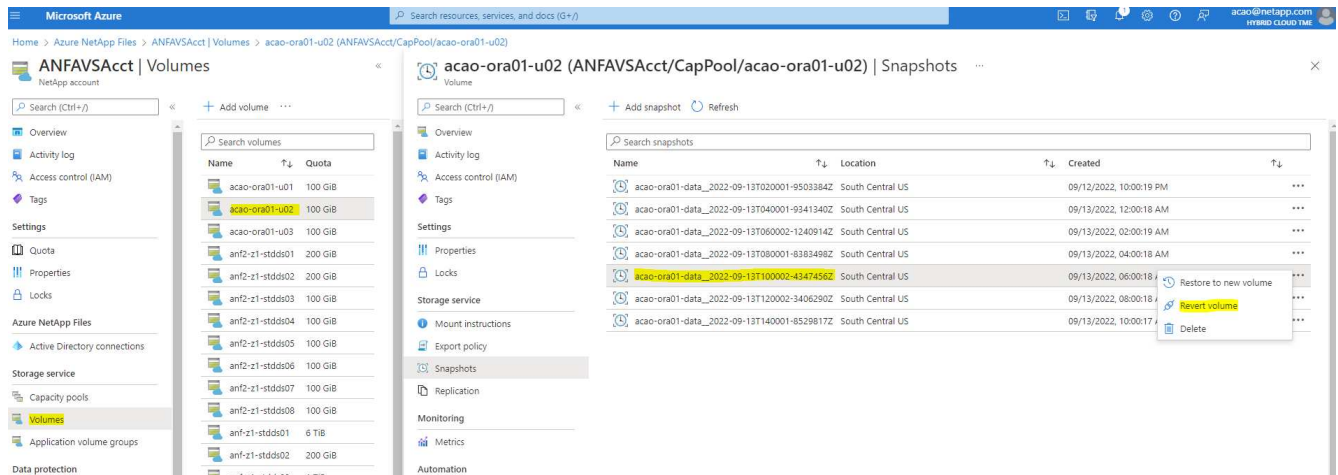 Microsoft Azure
Search resources, services, and docs (G+/)
1
acao@netapp.com
HYBRID CLOUD TME
Home > Azure NetApp Files > ANFAVSAcct | Volumes > acao-ora01-u02 (ANFAVSAcct/CapPool/acao-ora01-u02)
ANFAVSAcct | Volumes
NetApp account
Search (Ctrl+/)
Overview
Activity log
Access control (IAM)
Tags
Settings
Quota
Properties
Locks
Azure NetApp Files
Active Directory connections
Storage service
Capacity pools
Volumes
Application volume groups
Data protection
+ Add volume
Search volumes
Name Quota
acao-ora01-u01 100 GiB
acao-ora01-u02 100 GiB
acao-ora01-u03 100 GiB
anf2-z1-stdds01 200 GiB
anf2-z1-stdds02 200 GiB
anf2-z1-stdds03 100 GiB
anf2-z1-stdds04 100 GiB
anf2-z1-stdds05 100 GiB
anf2-z1-stdds06 100 GiB
anf2-z1-stdds07 100 GiB
anf2-z1-stdds08 100 GiB
anf-z1-stdds01 6 TiB
anf-z1-stdds02 200 GiB
acao-ora01-u02 (ANFAVSAcct/CapPool/acao-ora01-u02) | Snapshots ...
Volume
Search (Ctrl+/)
Overview
Activity log
Access control (IAM)
Tags
Settings
Properties
Locks
Storage service
Mount instructions
Export policy
Snapshots
Replication
Monitoring
Metrics
Automation
+ Add snapshot Refresh
Search snapshots
Name Location Created
acao-ora01-data__2022-09-13T020001-9503384Z South Central US 09/12/2022, 10:00:19 PM
acao-ora01-data__2022-09-13T040001-9341340Z South Central US 09/13/2022, 12:00:18 AM
acao-ora01-data__2022-09-13T060002-1240914Z South Central US 09/13/2022, 02:00:19 AM
acao-ora01-data__2022-09-13T080001-8383498Z South Central US 09/13/2022, 04:00:18 AM
acao-ora01-data__2022-09-13T100002-4347456Z South Central US 09/13/2022, 06:00:18
acao-ora01-data__2022-09-13T120002-3406290Z South Central US 09/13/2022, 08:00:18
acao-ora01-data__2022-09-13T140001-8529817Z South Central US 09/13/2022, 10:00:17
Restore to new volume
Revert volume
Delete